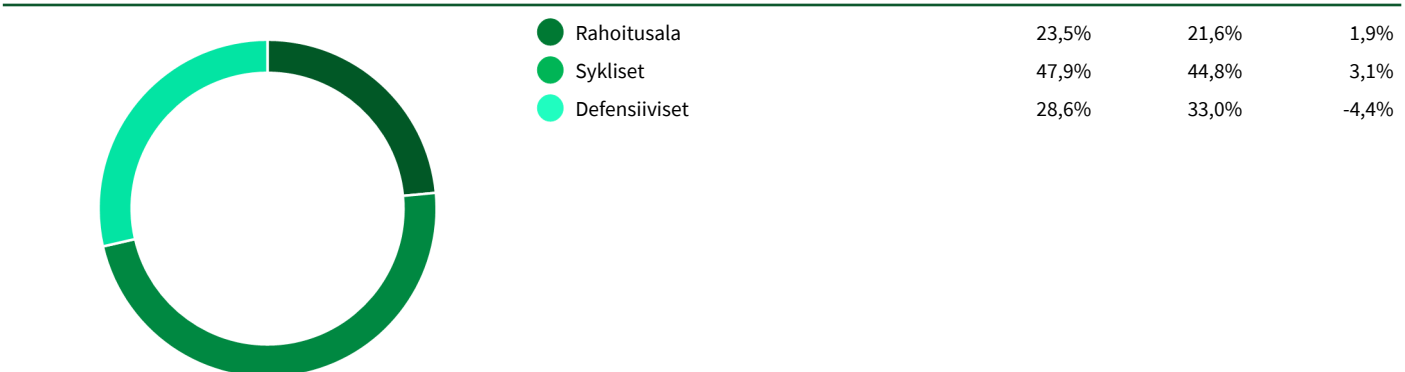 Rahoitusala 23,5% 21,6% 1,9%
Sykliset 47,9% 44,8% 3,1%
Defensiiviset 28,6% 33,0% -4,4%